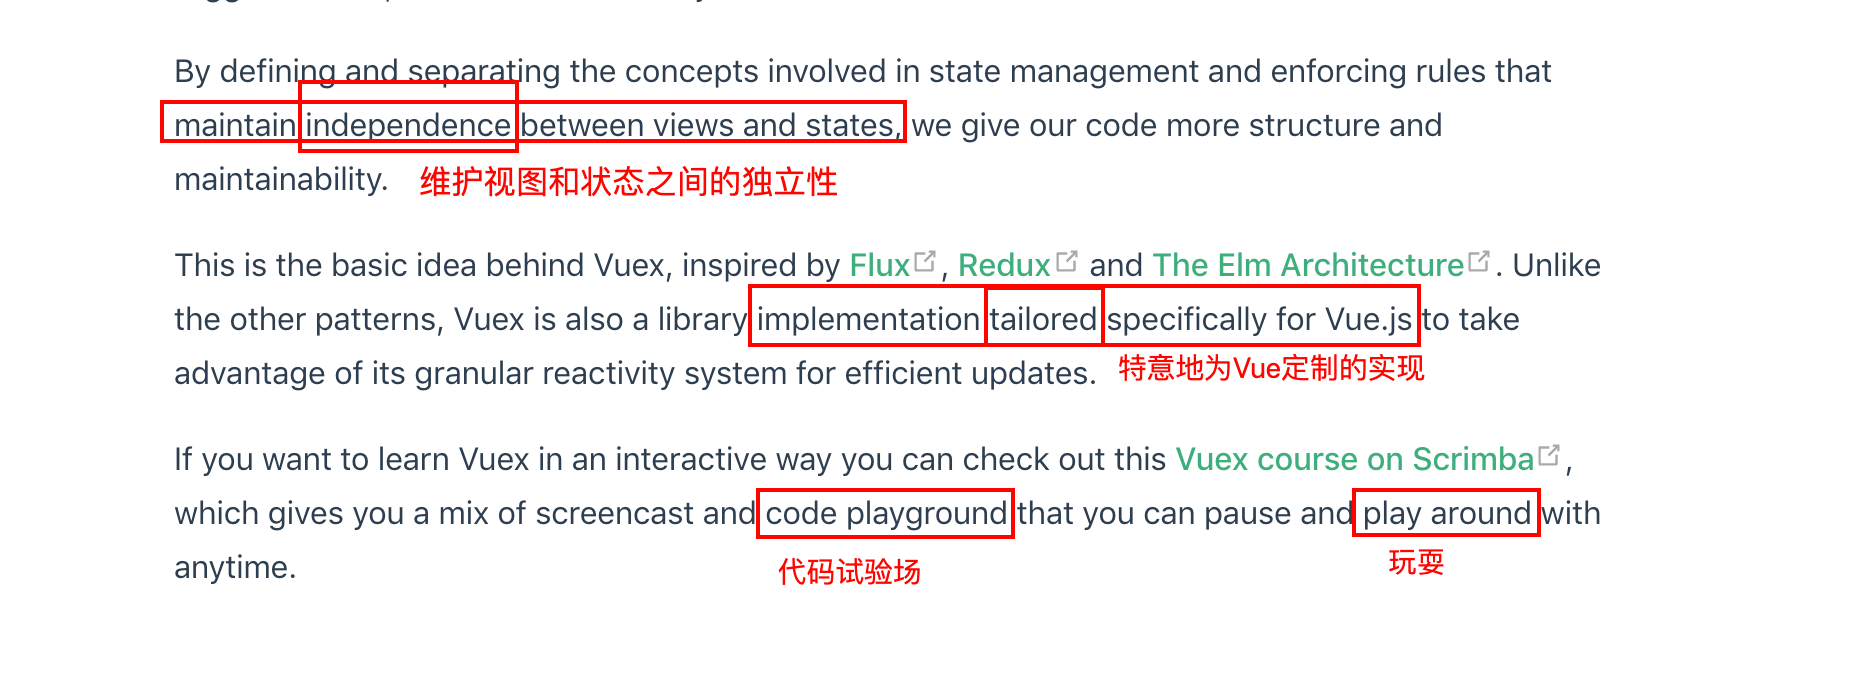 By defining and separating the concepts involved in state management and enforcing rules that
maintain independence between views and states, we give our code more structure and
maintainability. 维护视图和状态之间的独立性
This is the basic idea behind Vuex, inspired by Flux, Redux and The Elm Architecture. Unlike
the other patterns, Vuex is also a library implementation tailored specifically for Vue.js to take
advantage of its granular reactivity system for efficient updates. 特意地为Vue定制的实现
If you want to learn Vuex in an interactive way you can check out this Vuex course on Scrimba,
which gives you a mix of screencast and code playground that you can pause and play around with
anytime. 代码试验场 玩耍